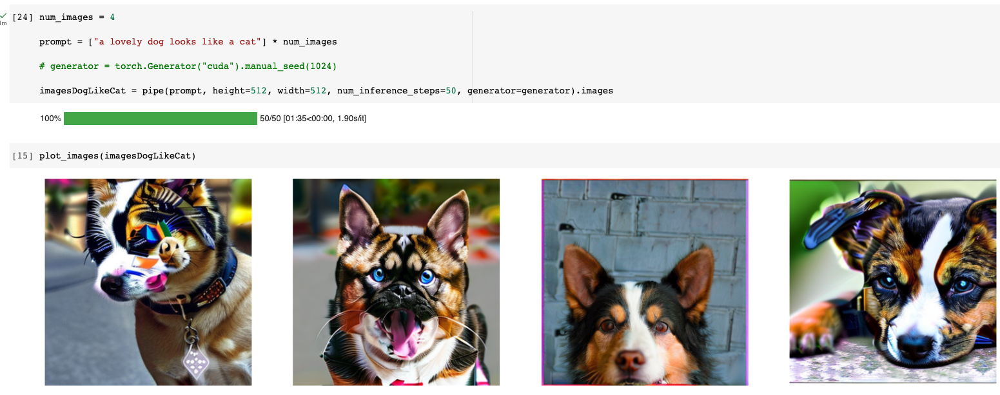 [24] num_images = 4
prompt = ["a lovely dog looks like a cat"] * num_images
# generator = torch.Generator("cuda").manual_seed(1024)
imagesDogLikeCat = pipe(prompt, height=512, width=512, num_inference_steps=50, generator=generator).images
100% 50/50 [01:35<00:00, 1.90s/it]
[15] plot_images(imagesDogLikeCat)